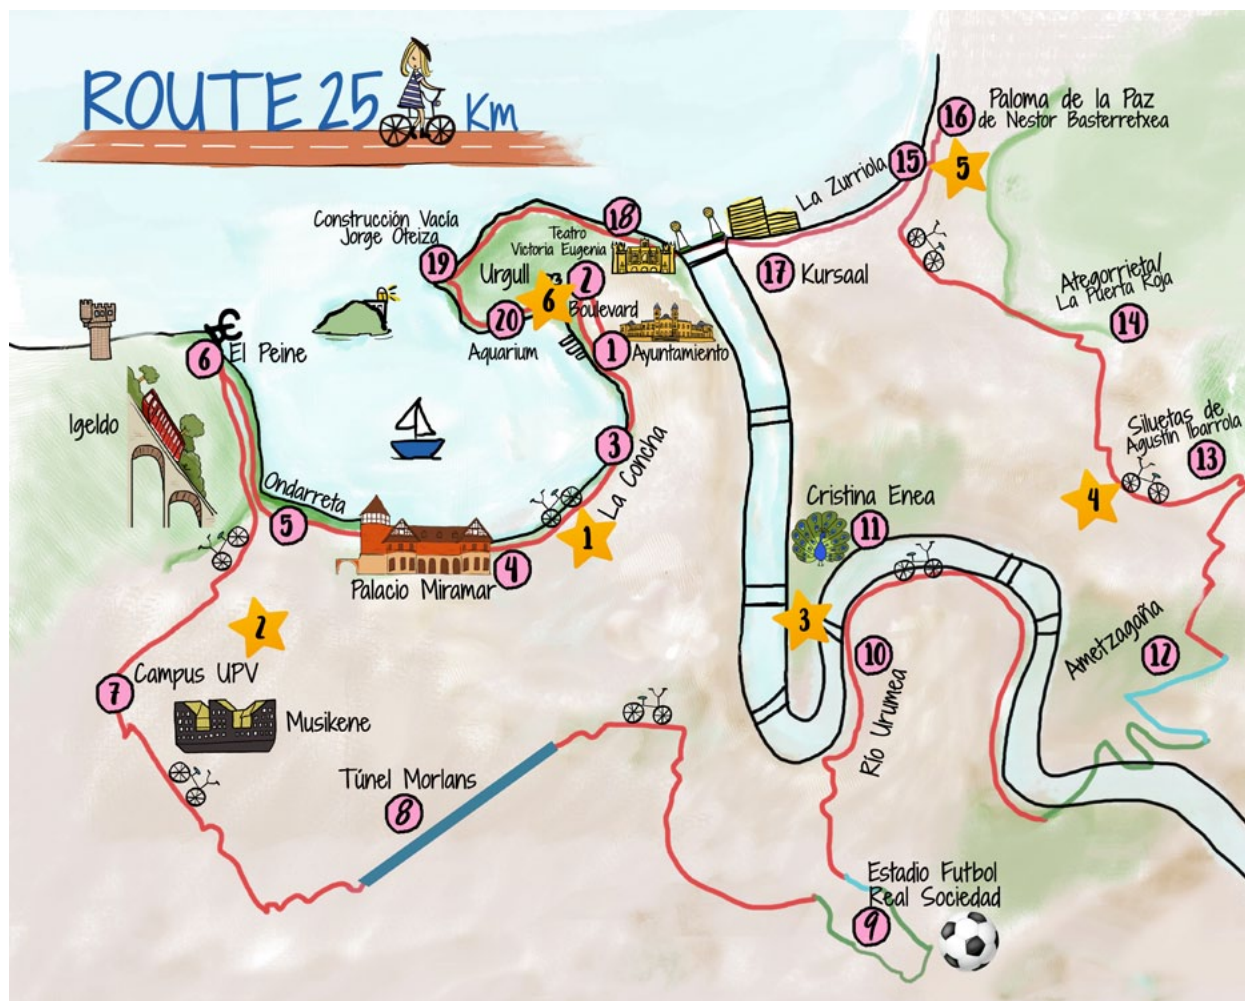 ROUTE 25 Km
16
Paloma de la Paz
de Nestor Basterretxea
5
15
La Zurriola
18
Construcción Vacía
Jorge Oteiza
19
Teatro
Victoria Eugenia
Urgull
2
6
Boulevard
20
Aquarium
1
Ayuntamiento
17
Kursaal
Ategorrieta/
La Puerta Roja
14
6
El Peine
Igeldo
3
La Concha
1
Siluetas de
Agustin Ibarrola
13
4
Ondarreta
5
Palacio Miramar
4
Cristina Enea
11
3
10
Río Urumea
Ametzagaña
12
2
7
Campus UPV
Musikene
Túnel Morlans
8
Estadio Futbol
Real Sociedad
9